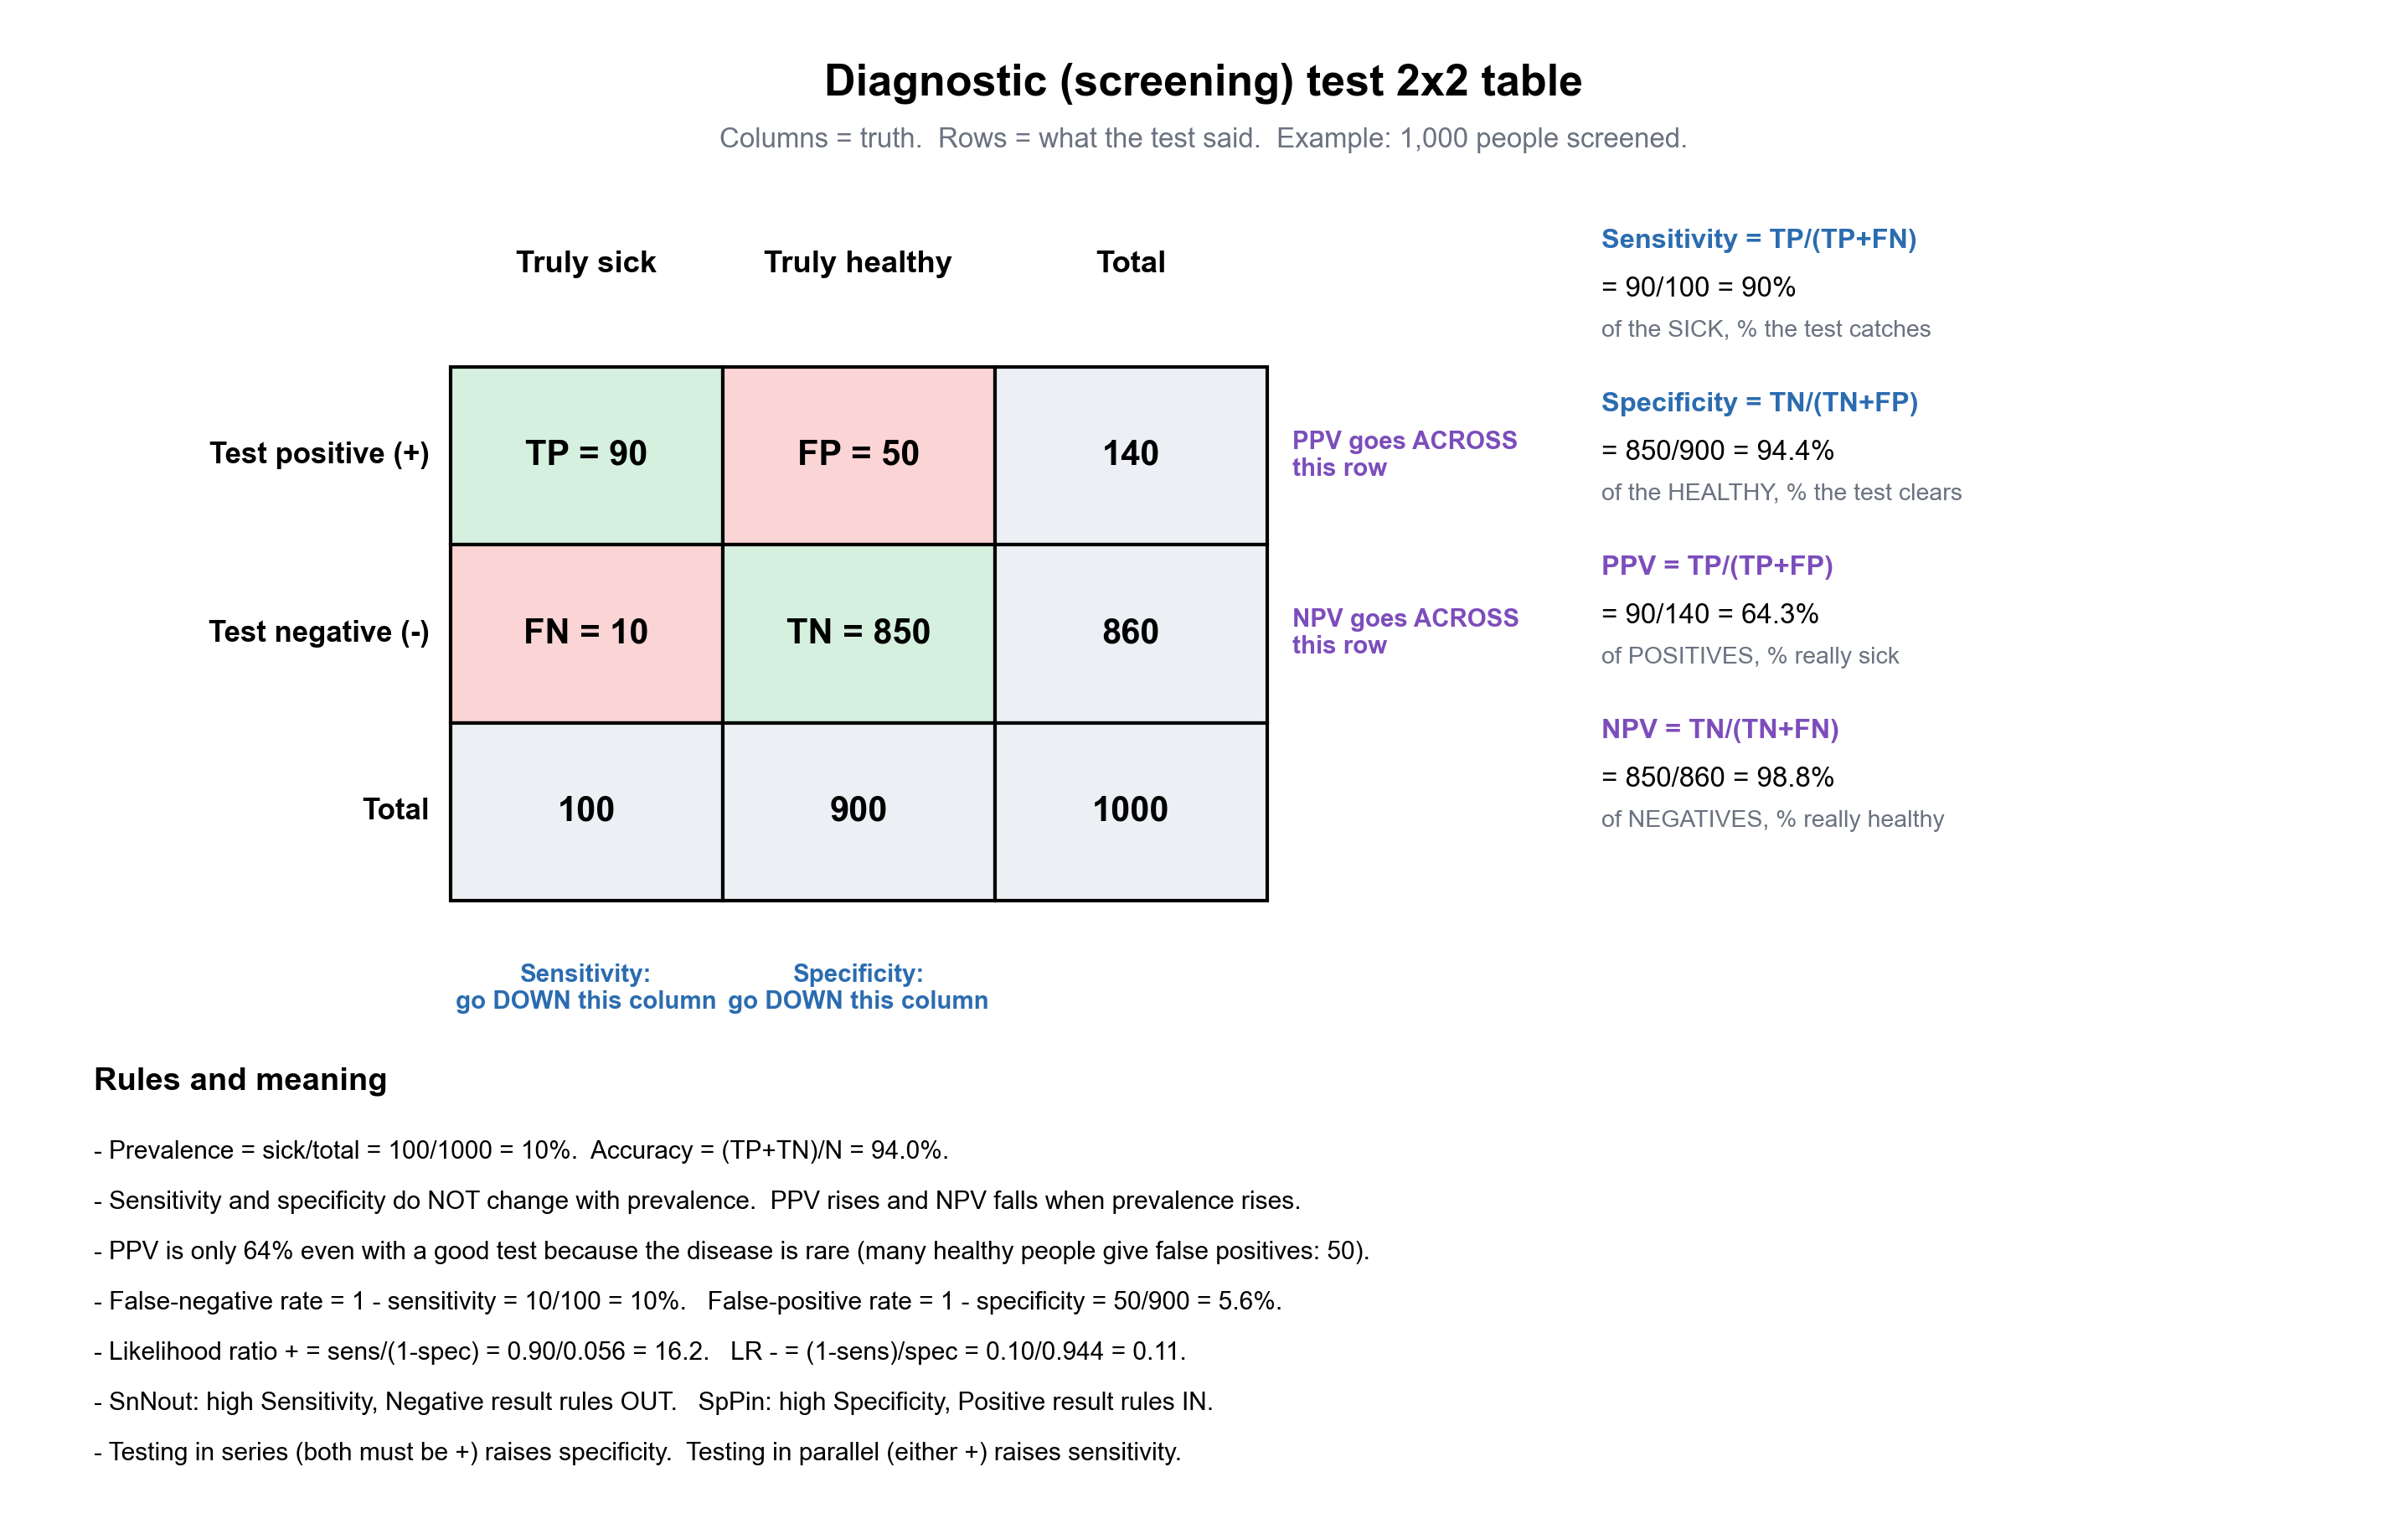 Diagnostic (screening) test 2x2 table
Columns = truth.  Rows = what the test said.  Example: 1,000 people screened.
Truly sick
Truly healthy
Total
Test positive (+)
TP = 90
FP = 50
140
PPV goes ACROSS
this row
Test negative (-)
FN = 10
TN = 850
860
NPV goes ACROSS
this row
Total
100
900
1000
Sensitivity:
go DOWN this column
Specificity:
go DOWN this column
Sensitivity = TP/(TP+FN)
= 90/100 = 90%
of the SICK, % the test catches
Specificity = TN/(TN+FP)
= 850/900 = 94.4%
of the HEALTHY, % the test clears
PPV = TP/(TP+FP)
= 90/140 = 64.3%
of POSITIVES, % really sick
NPV = TN/(TN+FN)
= 850/860 = 98.8%
of NEGATIVES, % really healthy
Rules and meaning
- Prevalence = sick/total = 100/1000 = 10%.  Accuracy = (TP+TN)/N = 94.0%.
- Sensitivity and specificity do NOT change with prevalence.  PPV rises and NPV falls when prevalence rises.
- PPV is only 64% even with a good test because the disease is rare (many healthy people give false positives: 50).
- False-negative rate = 1 - sensitivity = 10/100 = 10%.   False-positive rate = 1 - specificity = 50/900 = 5.6%.
- Likelihood ratio + = sens/(1-spec) = 0.90/0.056 = 16.2.   LR - = (1-sens)/spec = 0.10/0.944 = 0.11.
- SnNout: high Sensitivity, Negative result rules OUT.   SpPin: high Specificity, Positive result rules IN.
- Testing in series (both must be +) raises specificity.  Testing in parallel (either +) raises sensitivity.